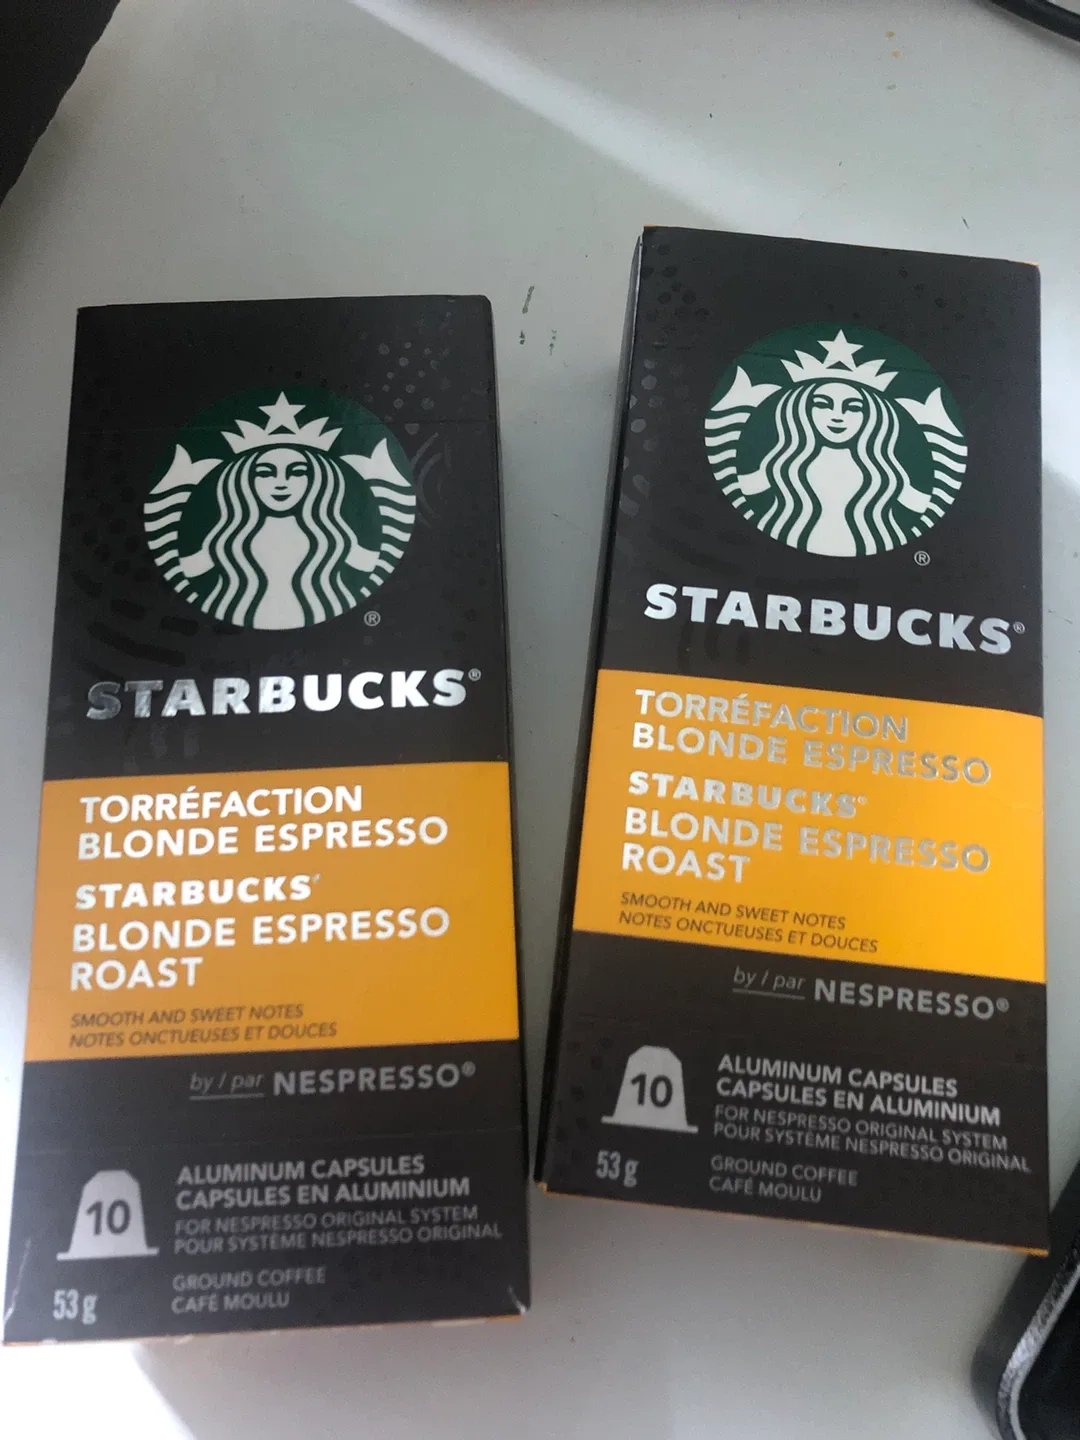 STARBUCKS®
TORRÉFACTION
BLONDE ESPRESSO
STARBUCKS®
BLONDE ESPRESSO
ROAST
SMOOTH AND SWEET NOTES
NOTES ONCTUEUSES ET DOUCES
by / par NESPRESSO®
10
ALUMINUM CAPSULES
CAPSULES EN ALUMINIUM
FOR NESPRESSO ORIGINAL SYSTEM
POUR SYSTÈME NESPRESSO ORIGINAL
53 g
GROUND COFFEE
CAFÉ MOULU
STARBUCKS®
TORRÉFACTION
BLONDE ESPRESSO
STARBUCKS®
BLONDE ESPRESSO
ROAST
SMOOTH AND SWEET NOTES
NOTES ONCTUEUSES ET DOUCES
by / par NESPRESSO®
10
ALUMINUM CAPSULES
CAPSULES EN ALUMINIUM
FOR NESPRESSO ORIGINAL SYSTEM
POUR SYSTÈME NESPRESSO ORIGINAL
53 g
GROUND COFFEE
CAFÉ MOULU